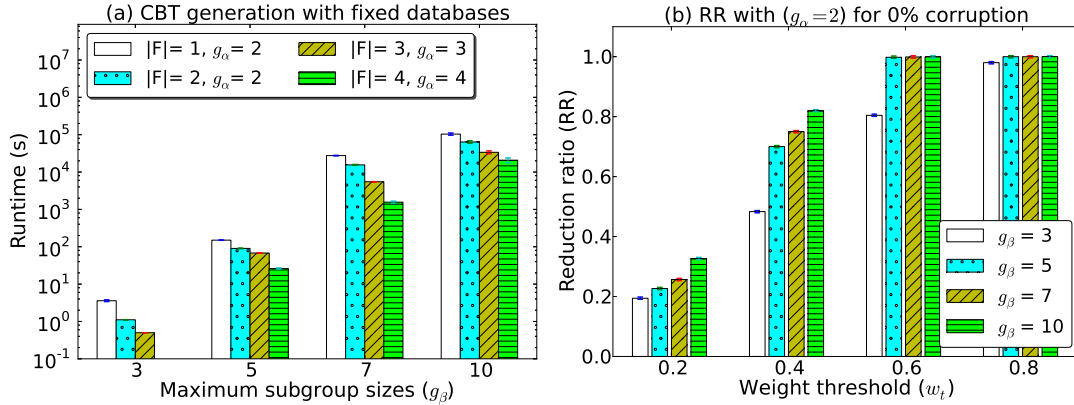 (a) CBT generation with fixed databases
|F|= 1, gα= 2
|F|= 2, gα= 2
|F|= 3, gα= 3
|F|= 4, gα= 4
Runtime (s)
10^7
10^6
10^5
10^4
10^3
10^2
10^1
10^0
10^-1
3 5 7 10
Maximum subgroup sizes (gβ)
(b) RR with (gα=2) for 0% corruption
Reduction ratio (RR)
1.0
0.8
0.6
0.4
0.2
0.0
gβ = 3
gβ = 5
gβ = 7
gβ = 10
0.2 0.4 0.6 0.8
Weight threshold (wt)